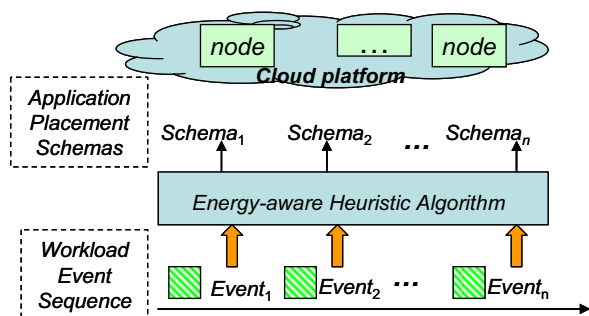 node ... node
Cloud platform
Application
Placement
Schemas
Schema1 Schema2 ... Scheman
Energy-aware Heuristic Algorithm
Workload
Event
Sequence
Event1 Event2 ... Eventn